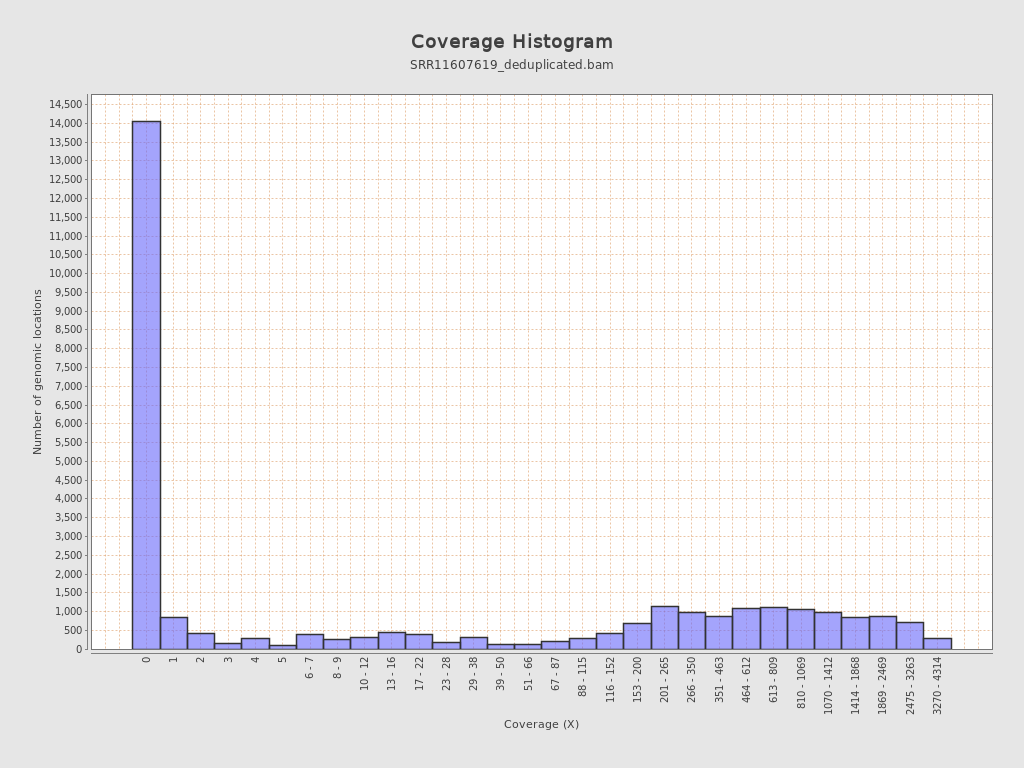 Coverage Histogram
SRR11607619_deduplicated.bam
14,500
14,000
13,500
13,000
12,500
12,000
11,500
11,000
10,500
10,000
9,500
9,000
8,500
8,000
7,500
7,000
6,500
6,000
5,500
5,000
4,500
4,000
3,500
3,000
2,500
2,000
1,500
1,000
500
0
Number of genomic locations
0
1
2
3
4
5
6 - 7
8 - 9
10 - 12
13 - 16
17 - 22
23 - 28
29 - 38
39 - 50
51 - 66
67 - 87
88 - 115
116 - 152
153 - 200
201 - 265
266 - 350
351 - 463
464 - 612
613 - 809
810 - 1069
1070 - 1412
1414 - 1868
1869 - 2469
2475 - 3263
3270 - 4314
Coverage (X)